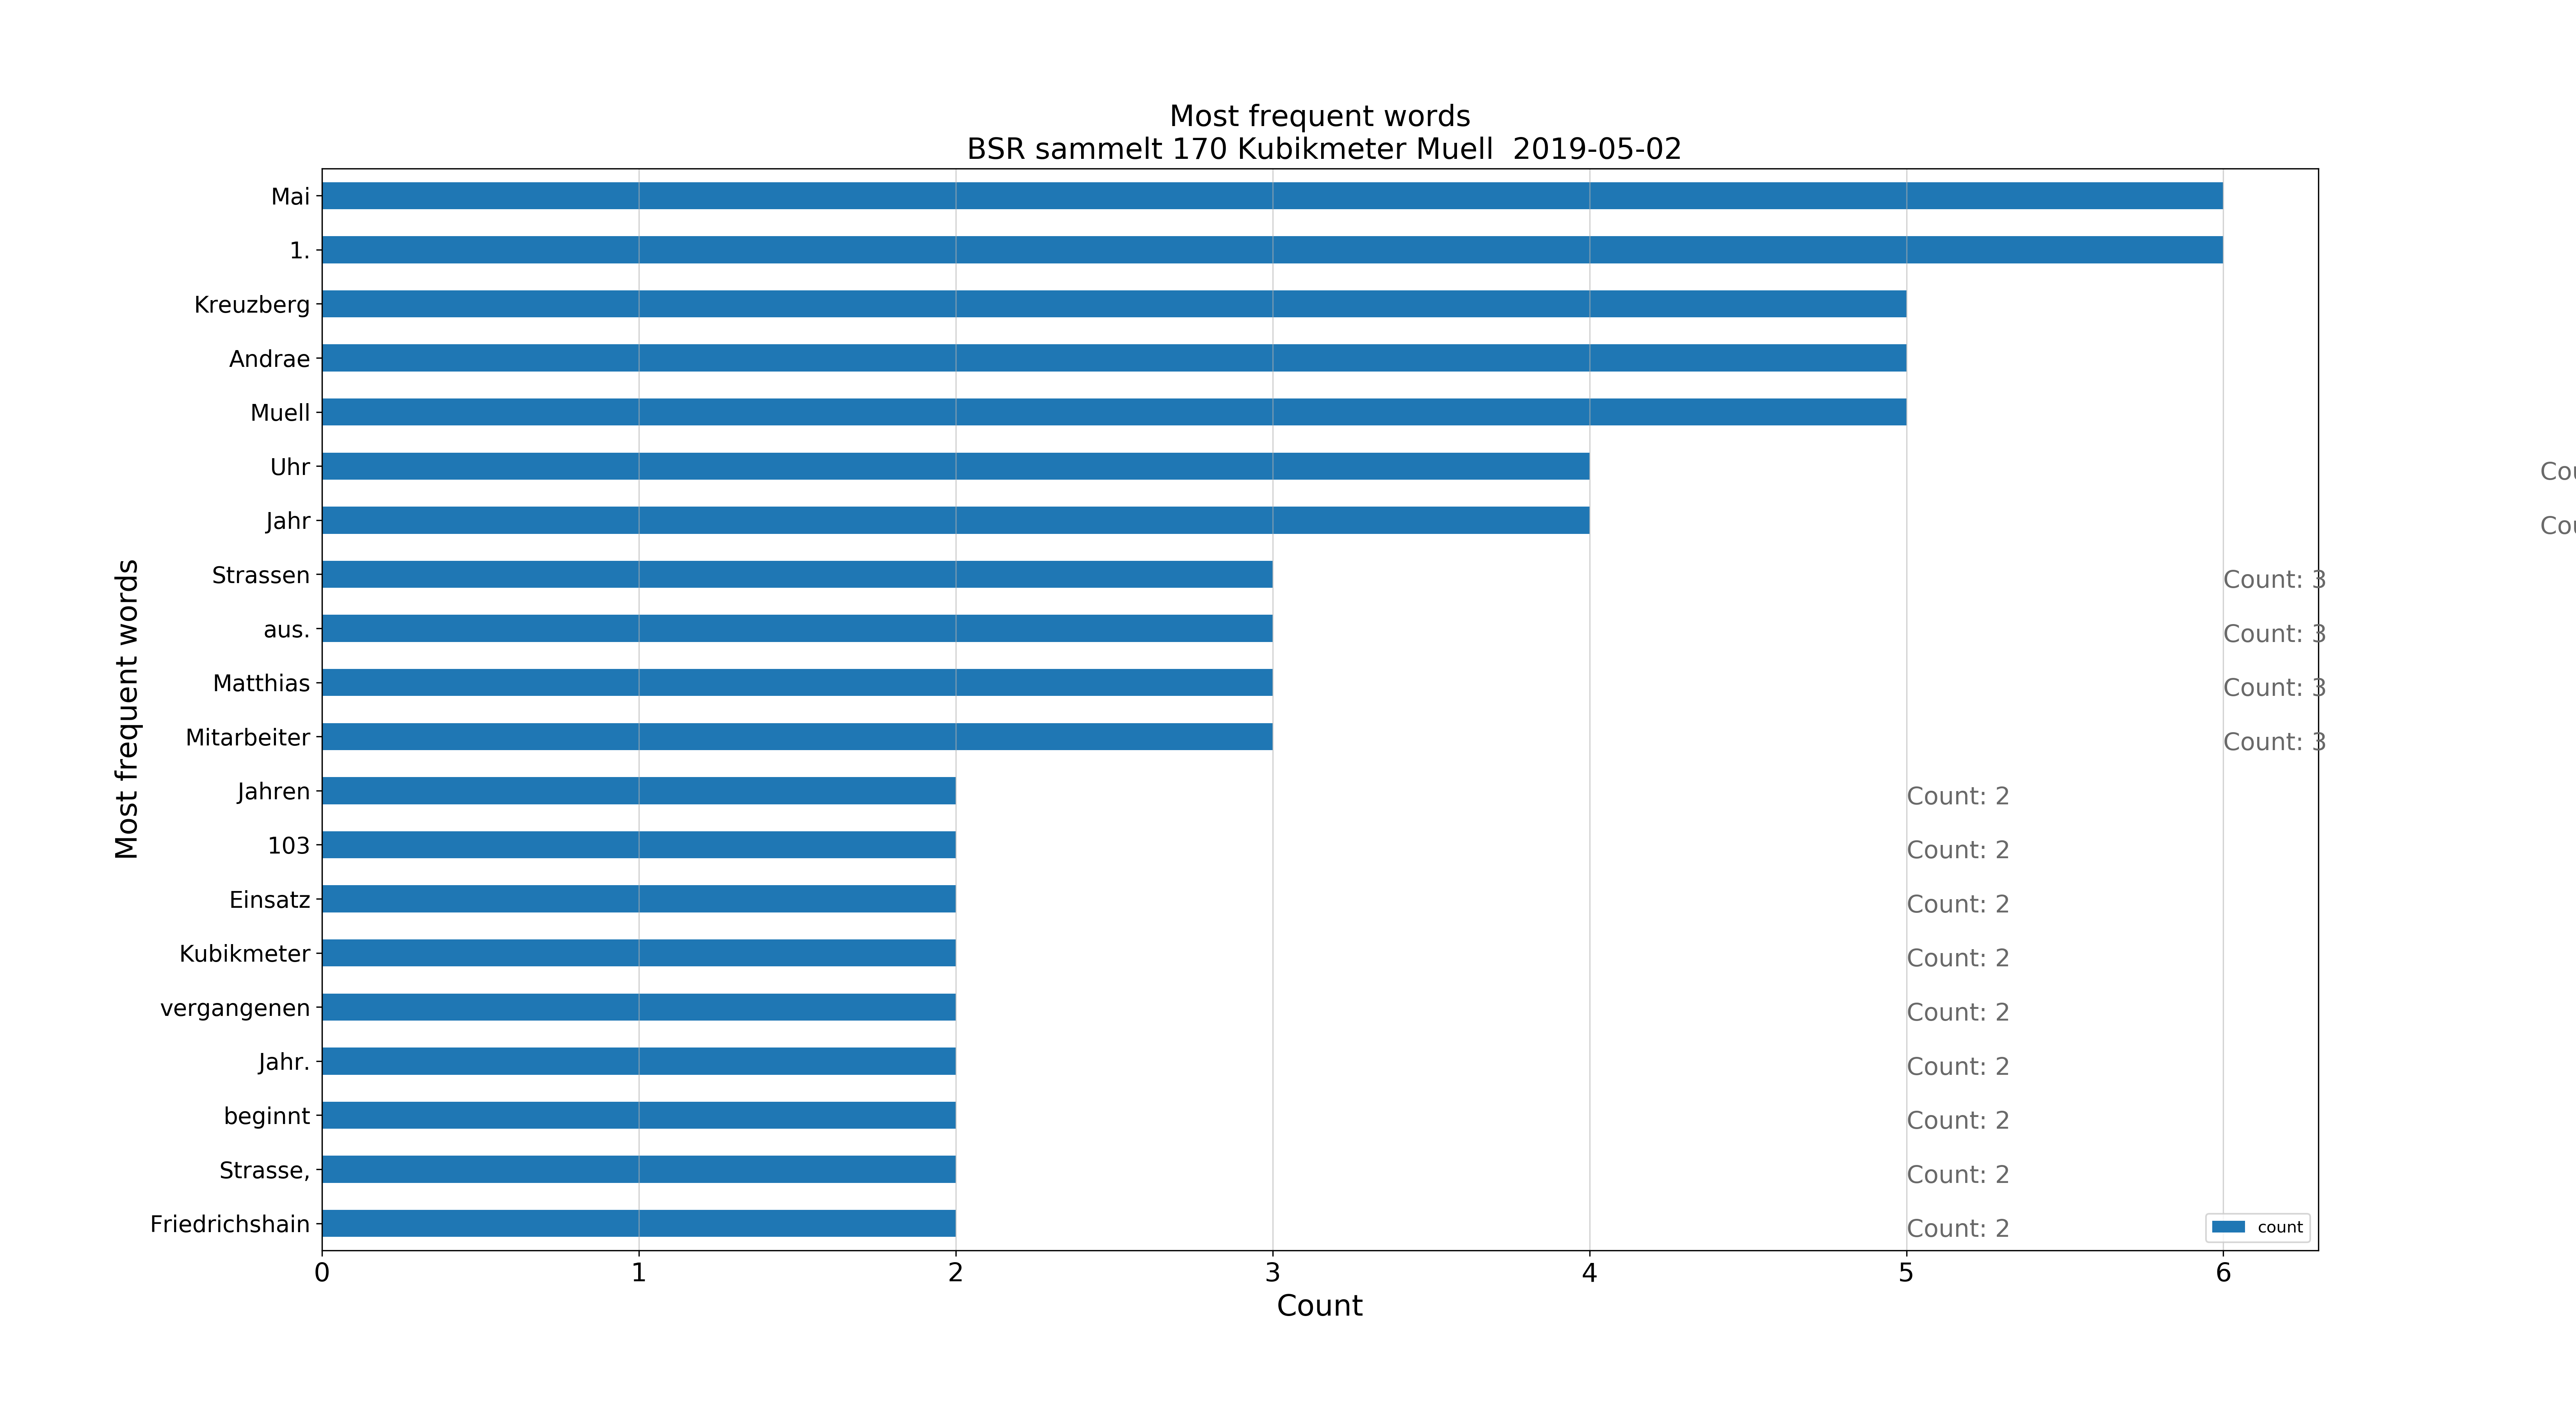 Most frequent words
BSR sammelt 170 Kubikmeter Muell  2019-05-02
Most frequent words
Mai
1.
Kreuzberg
Andrae
Muell
Uhr
Cou
Jahr
Cou
Strassen
Count: 3
aus.
Count: 3
Matthias
Count: 3
Mitarbeiter
Count: 3
Jahren
Count: 2
103
Count: 2
Einsatz
Count: 2
Kubikmeter
Count: 2
vergangenen
Count: 2
Jahr.
Count: 2
beginnt
Count: 2
Strasse,
Count: 2
Friedrichshain
Count: 2
count
0 1 2 3 4 5 6
Count